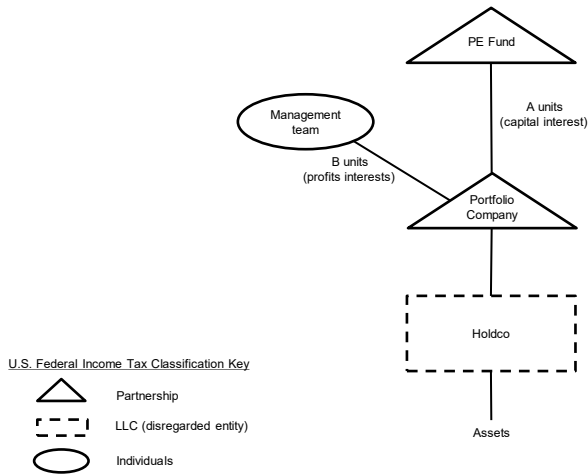 PE Fund
A units
(capital interest)
Management
team
B units
(profits interests)
Portfolio
Company
Holdco
Assets
U.S. Federal Income Tax Classification Key
Partnership
LLC (disregarded entity)
Individuals